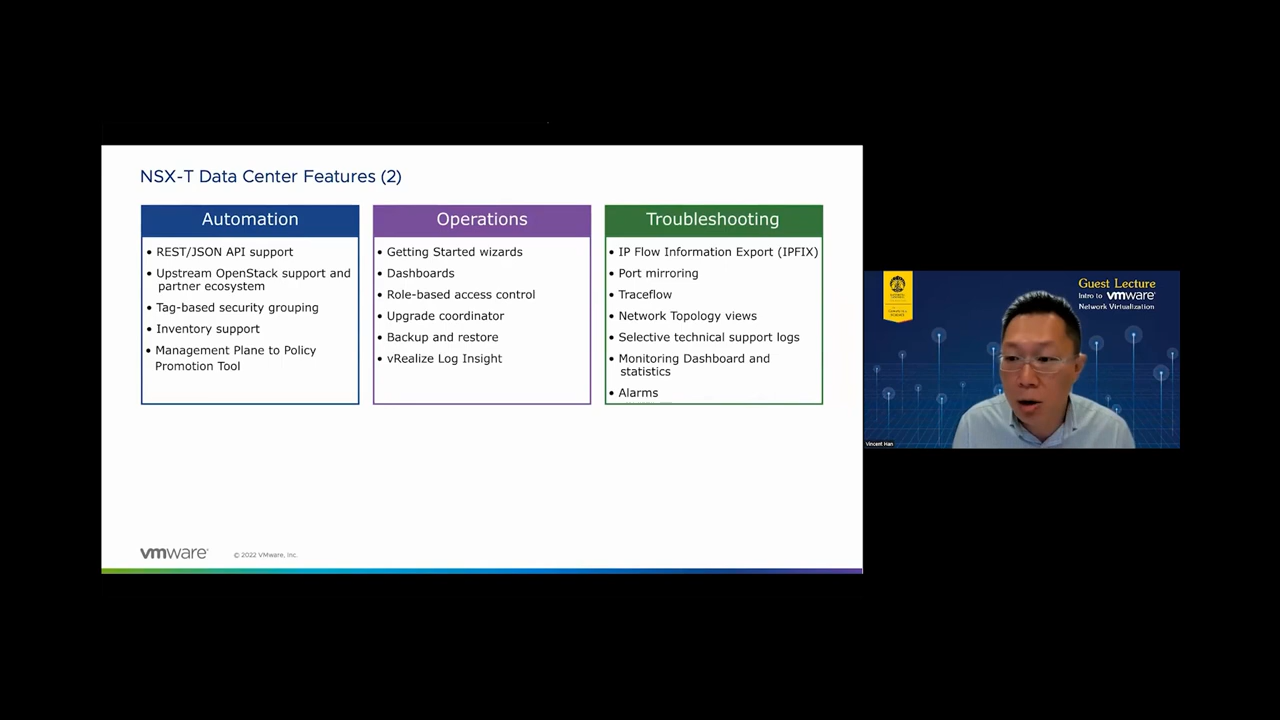 NSX-T Data Center Features (2)
Automation
• REST/JSON API support
• Upstream OpenStack support and
partner ecosystem
• Tag-based security grouping
• Inventory support
• Management Plane to Policy
Promotion Tool
Operations
• Getting Started wizards
• Dashboards
• Role-based access control
• Upgrade coordinator
• Backup and restore
• vRealize Log Insight
Troubleshooting
• IP Flow Information Export (IPFIX)
• Port mirroring
• Traceflow
• Network Topology views
• Selective technical support logs
• Monitoring Dashboard and
statistics
• Alarms
vmware®
© 2022 VMware, Inc.
Guest Lecture
Intro to vmware®
Network Virtualization
Vincent Han